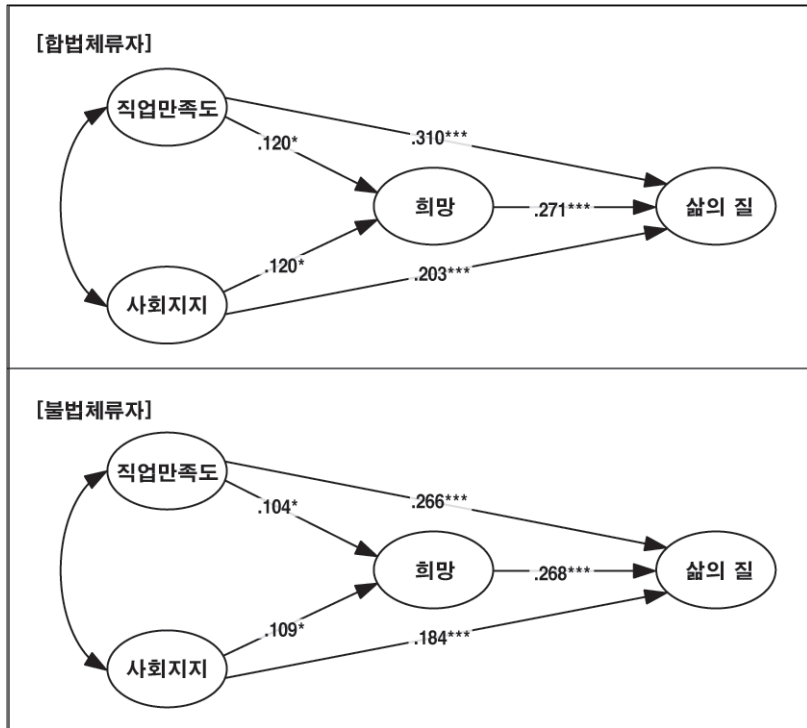 [합법체류자]
직업만족도
.310***
.120*
희망
.271***
삶의 질
.120*
.203***
사회지지
[불법체류자]
직업만족도
.266***
.104*
희망
.268***
삶의 질
.109*
.184***
사회지지